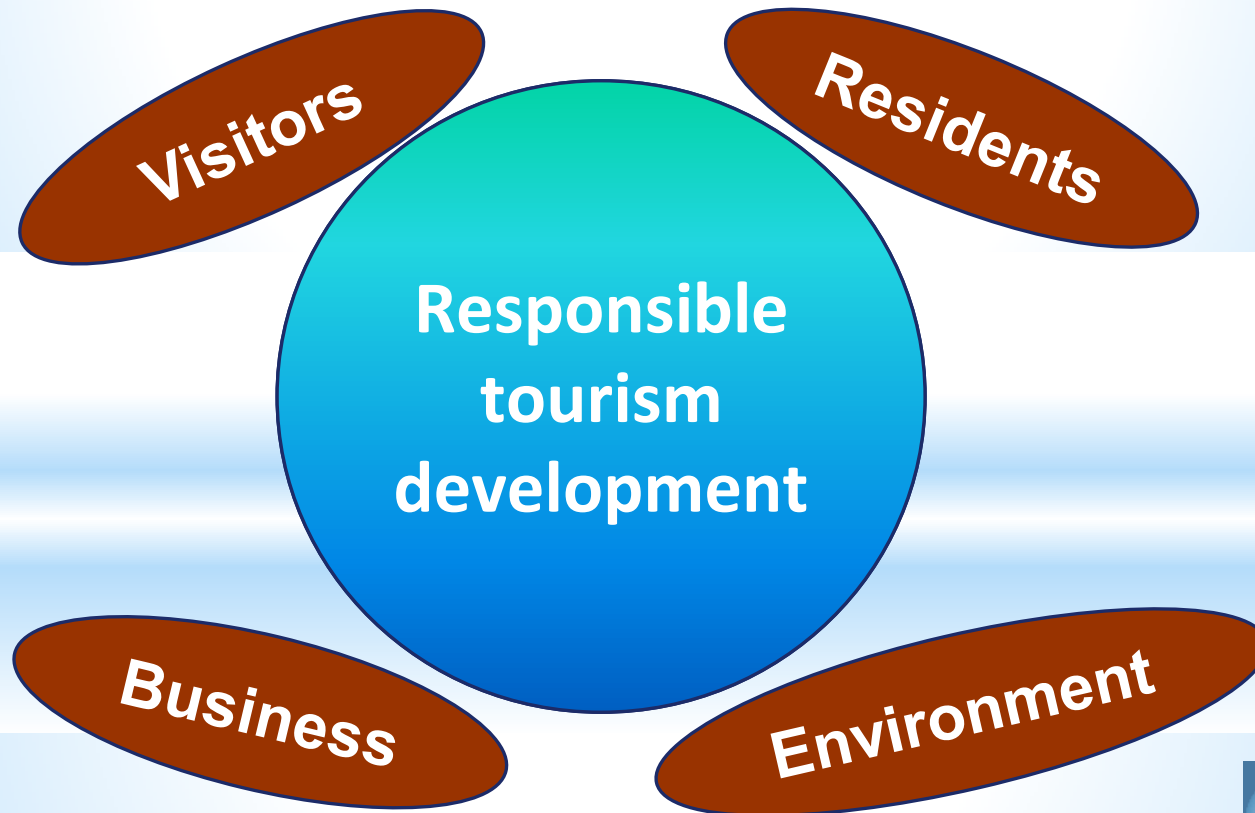 Visitors
Residents
Responsible
tourism
development
Business
Environment